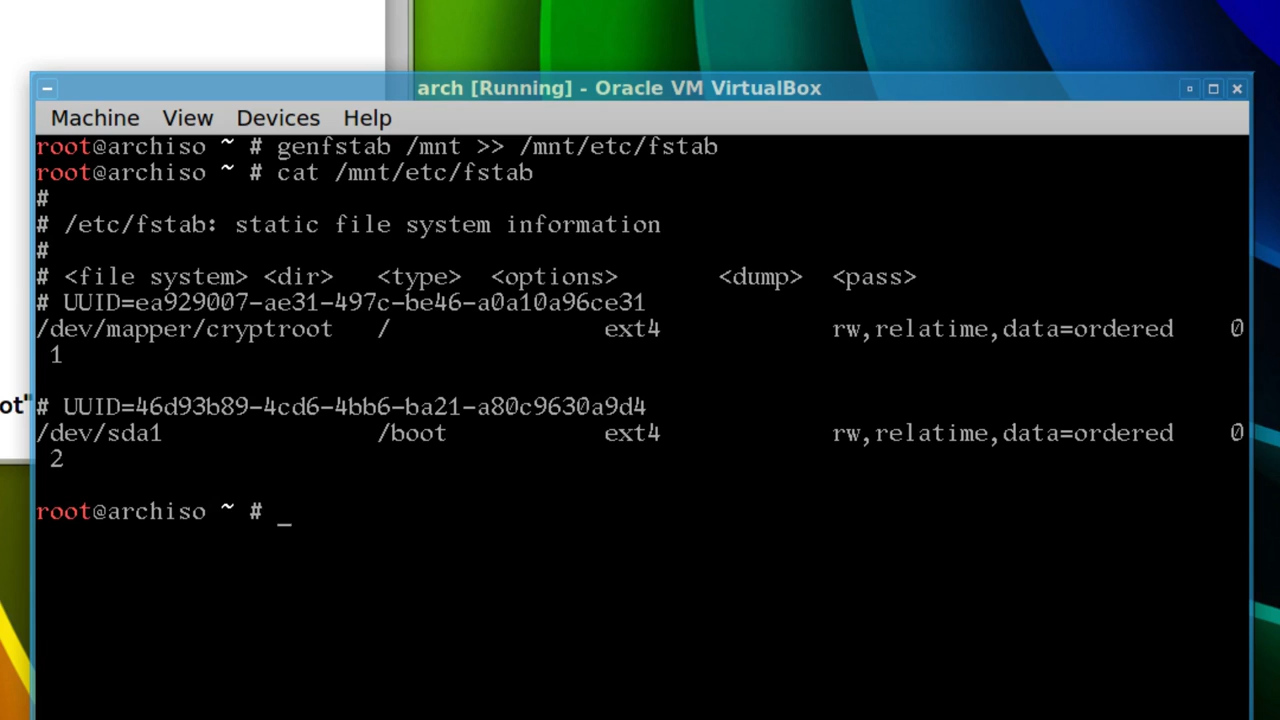 arch [Running] - Oracle VM VirtualBox
Machine View Devices Help
root@archiso ~ # genfstab /mnt >> /mnt/etc/fstab
root@archiso ~ # cat /mnt/etc/fstab
#
# /etc/fstab: static file system information
#
# <file system> <dir> <type> <options> <dump> <pass>
# UUID=ea929007-ae31-497c-be46-a0a10a96ce31
/dev/mapper/cryptroot / ext4 rw,relatime,data=ordered 0
1
ot"
# UUID=46d93b89-4cd6-4bb6-ba21-a80c9630a9d4
/dev/sda1 /boot ext4 rw,relatime,data=ordered 0
2
root@archiso ~ # _